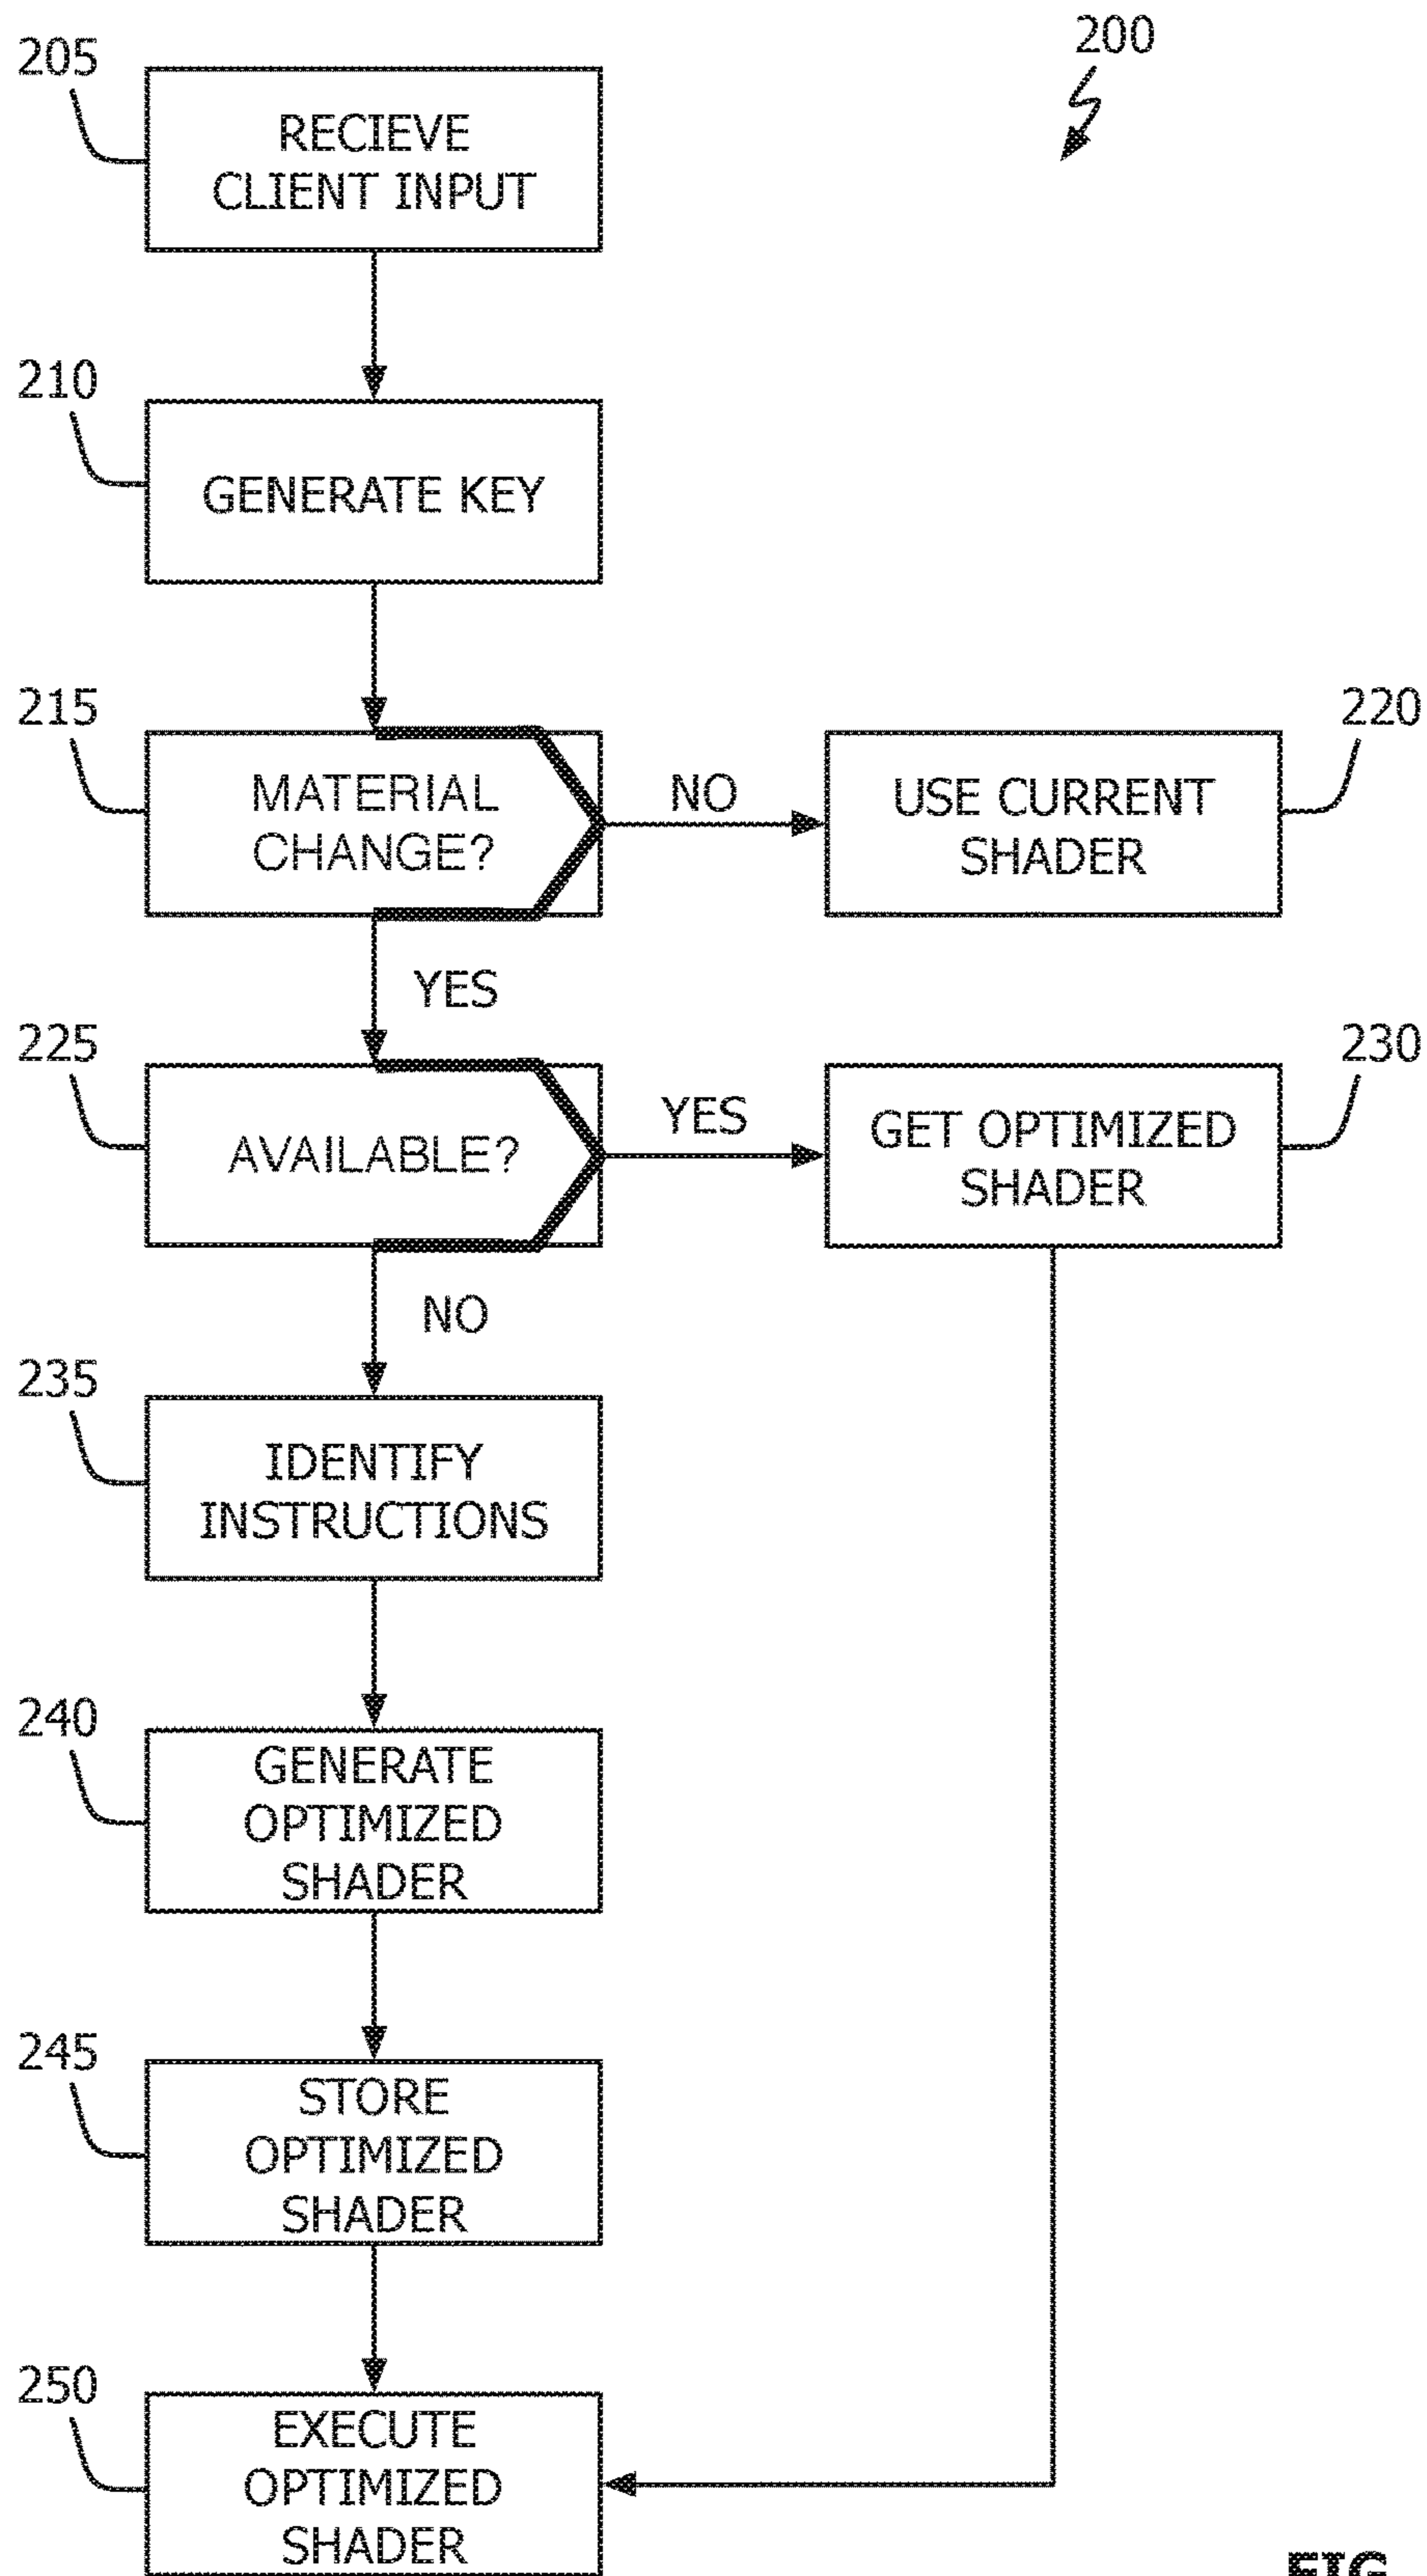 200
205
RECIEVE
CLIENT INPUT
210
GENERATE KEY
215
MATERIAL
CHANGE?
NO
220
USE CURRENT
SHADER
YES
225
AVAILABLE?
YES
230
GET OPTIMIZED
SHADER
NO
235
IDENTIFY
INSTRUCTIONS
240
GENERATE
OPTIMIZED
SHADER
245
STORE
OPTIMIZED
SHADER
250
EXECUTE
OPTIMIZED
SHADER